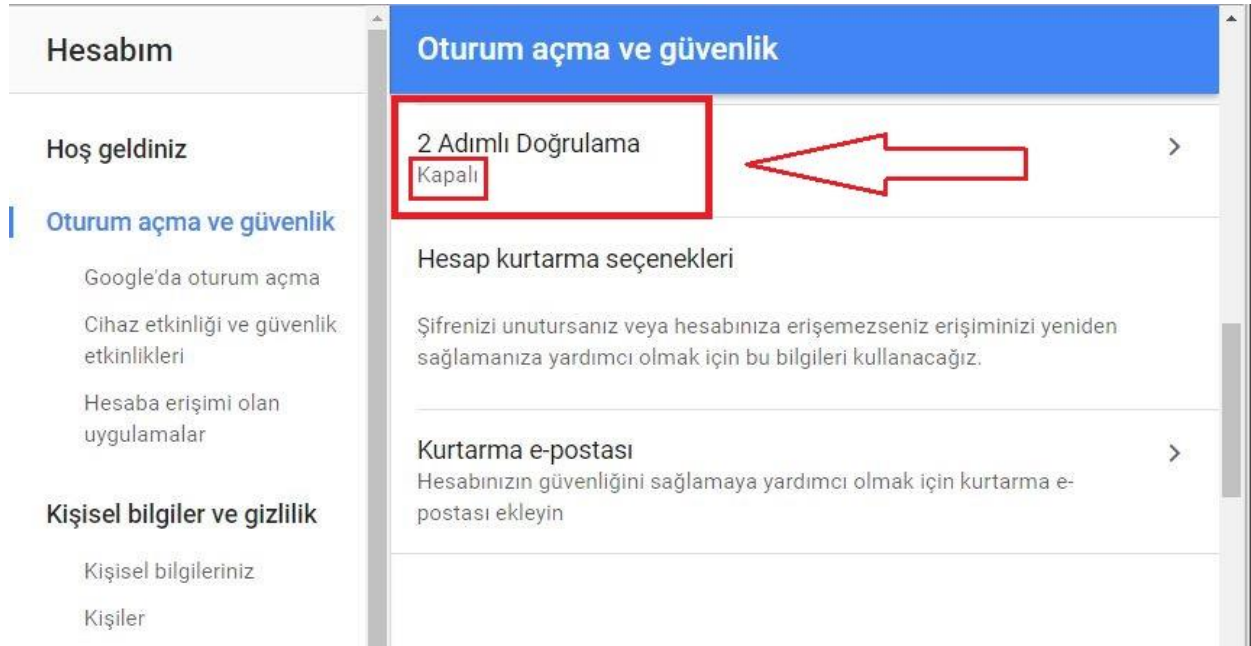 Hesabım
Hoş geldiniz
Oturum açma ve güvenlik
Google'da oturum açma
Cihaz etkinliği ve güvenlik
etkinlikleri
Hesaba erişimi olan
uygulamalar
Kişisel bilgiler ve gizlilik
Kişisel bilgileriniz
Kişiler
Oturum açma ve güvenlik
2 Adımlı Doğrulama
Kapalı
Hesap kurtarma seçenekleri
Şifrenizi unutursanız veya hesabınıza erişemezseniz erişiminizi yeniden
sağlamanıza yardımcı olmak için bu bilgileri kullanacağız.
Kurtarma e-postası
Hesabınızın güvenliğini sağlamaya yardımcı olmak için kurtarma e-
postası ekleyin